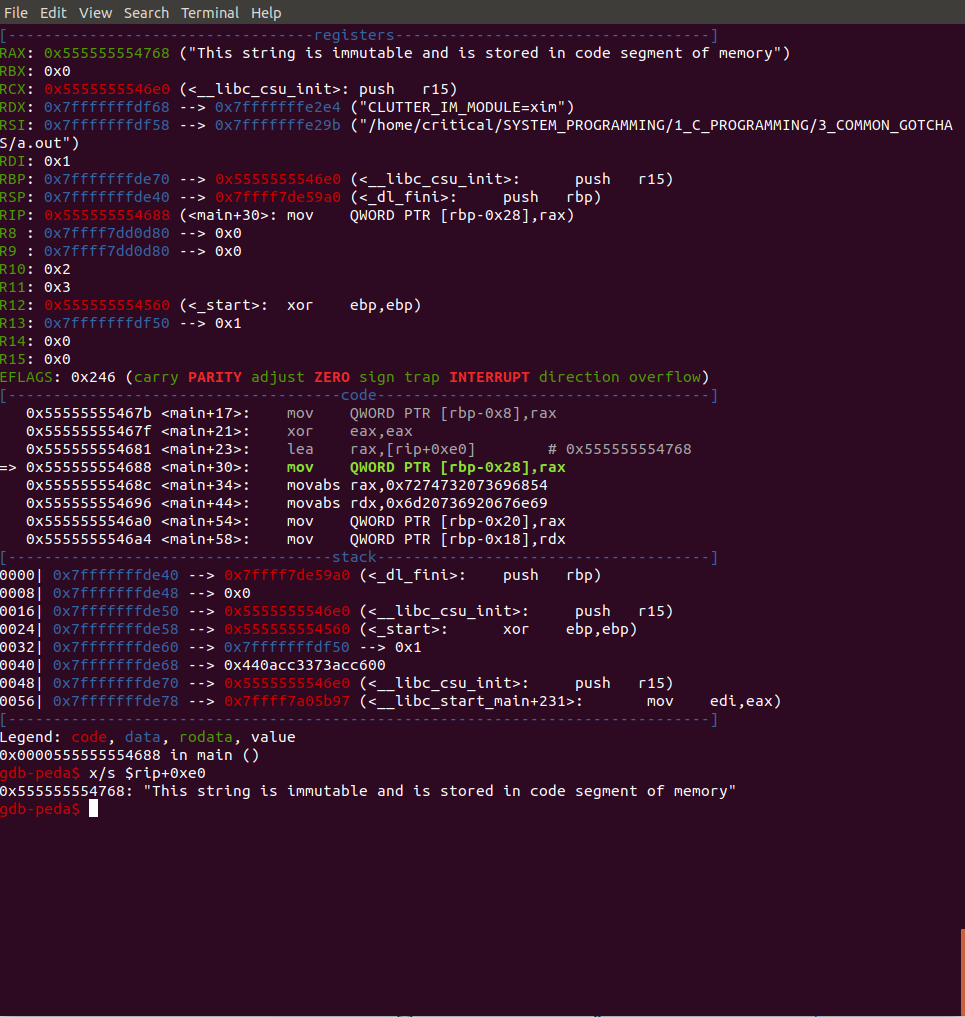 File Edit View Search Terminal Help
[----------------------------------registers-----------------------------------]
RAX: 0x555555554768 ("This string is immutable and is stored in code segment of memory")
RBX: 0x0
RCX: 0x5555555546e0 (<__libc_csu_init>: push   r15)
RDX: 0x7fffffffdf68 --> 0x7fffffffe2e4 ("CLUTTER_IM_MODULE=xim")
RSI: 0x7fffffffdf58 --> 0x7fffffffe29b ("/home/critical/SYSTEM_PROGRAMMING/1_C_PROGRAMMING/3_COMMON_GOTCHA
S/a.out")
RDI: 0x1
RBP: 0x7fffffffde70 --> 0x5555555546e0 (<__libc_csu_init>:      push   r15)
RSP: 0x7fffffffde40 --> 0x7ffff7de59a0 (<_dl_fini>:    push   rbp)
RIP: 0x555555554688 (<main+30>: mov    QWORD PTR [rbp-0x28],rax)
R8 : 0x7ffff7dd0d80 --> 0x0
R9 : 0x7ffff7dd0d80 --> 0x0
R10: 0x2
R11: 0x3
R12: 0x555555554560 (<_start>:  xor    ebp,ebp)
R13: 0x7fffffffdf50 --> 0x1
R14: 0x0
R15: 0x0
EFLAGS: 0x246 (carry PARITY adjust ZERO sign trap INTERRUPT direction overflow)
[-------------------------------------code-------------------------------------]
   0x55555555467b <main+17>:    mov    QWORD PTR [rbp-0x8],rax
   0x55555555467f <main+21>:    xor    eax,eax
   0x555555554681 <main+23>:    lea    rax,[rip+0xe0]        # 0x555555554768
=> 0x555555554688 <main+30>:    mov    QWORD PTR [rbp-0x28],rax
   0x55555555468c <main+34>:    movabs rax,0x7274732073696854
   0x555555554696 <main+44>:    movabs rdx,0x6d20736920676e69
   0x5555555546a0 <main+54>:    mov    QWORD PTR [rbp-0x20],rax
   0x5555555546a4 <main+58>:    mov    QWORD PTR [rbp-0x18],rdx
[------------------------------------stack-------------------------------------]
0000| 0x7fffffffde40 --> 0x7ffff7de59a0 (<_dl_fini>:    push   rbp)
0008| 0x7fffffffde48 --> 0x0
0016| 0x7fffffffde50 --> 0x5555555546e0 (<__libc_csu_init>:     push   r15)
0024| 0x7fffffffde58 --> 0x555555554560 (<_start>:      xor    ebp,ebp)
0032| 0x7fffffffde60 --> 0x7fffffffdf50 --> 0x1
0040| 0x7fffffffde68 --> 0x440acc3373acc600
0048| 0x7fffffffde70 --> 0x5555555546e0 (<__libc_csu_init>:     push   r15)
0056| 0x7fffffffde78 --> 0x7ffff7a05b97 (<__libc_start_main+231>:       mov    edi,eax)
[------------------------------------------------------------------------------]
Legend: code, data, rodata, value
0x0000555555554688 in main ()
gdb-peda$ x/s $rip+0xe0
0x555555554768: "This string is immutable and is stored in code segment of memory"
gdb-peda$